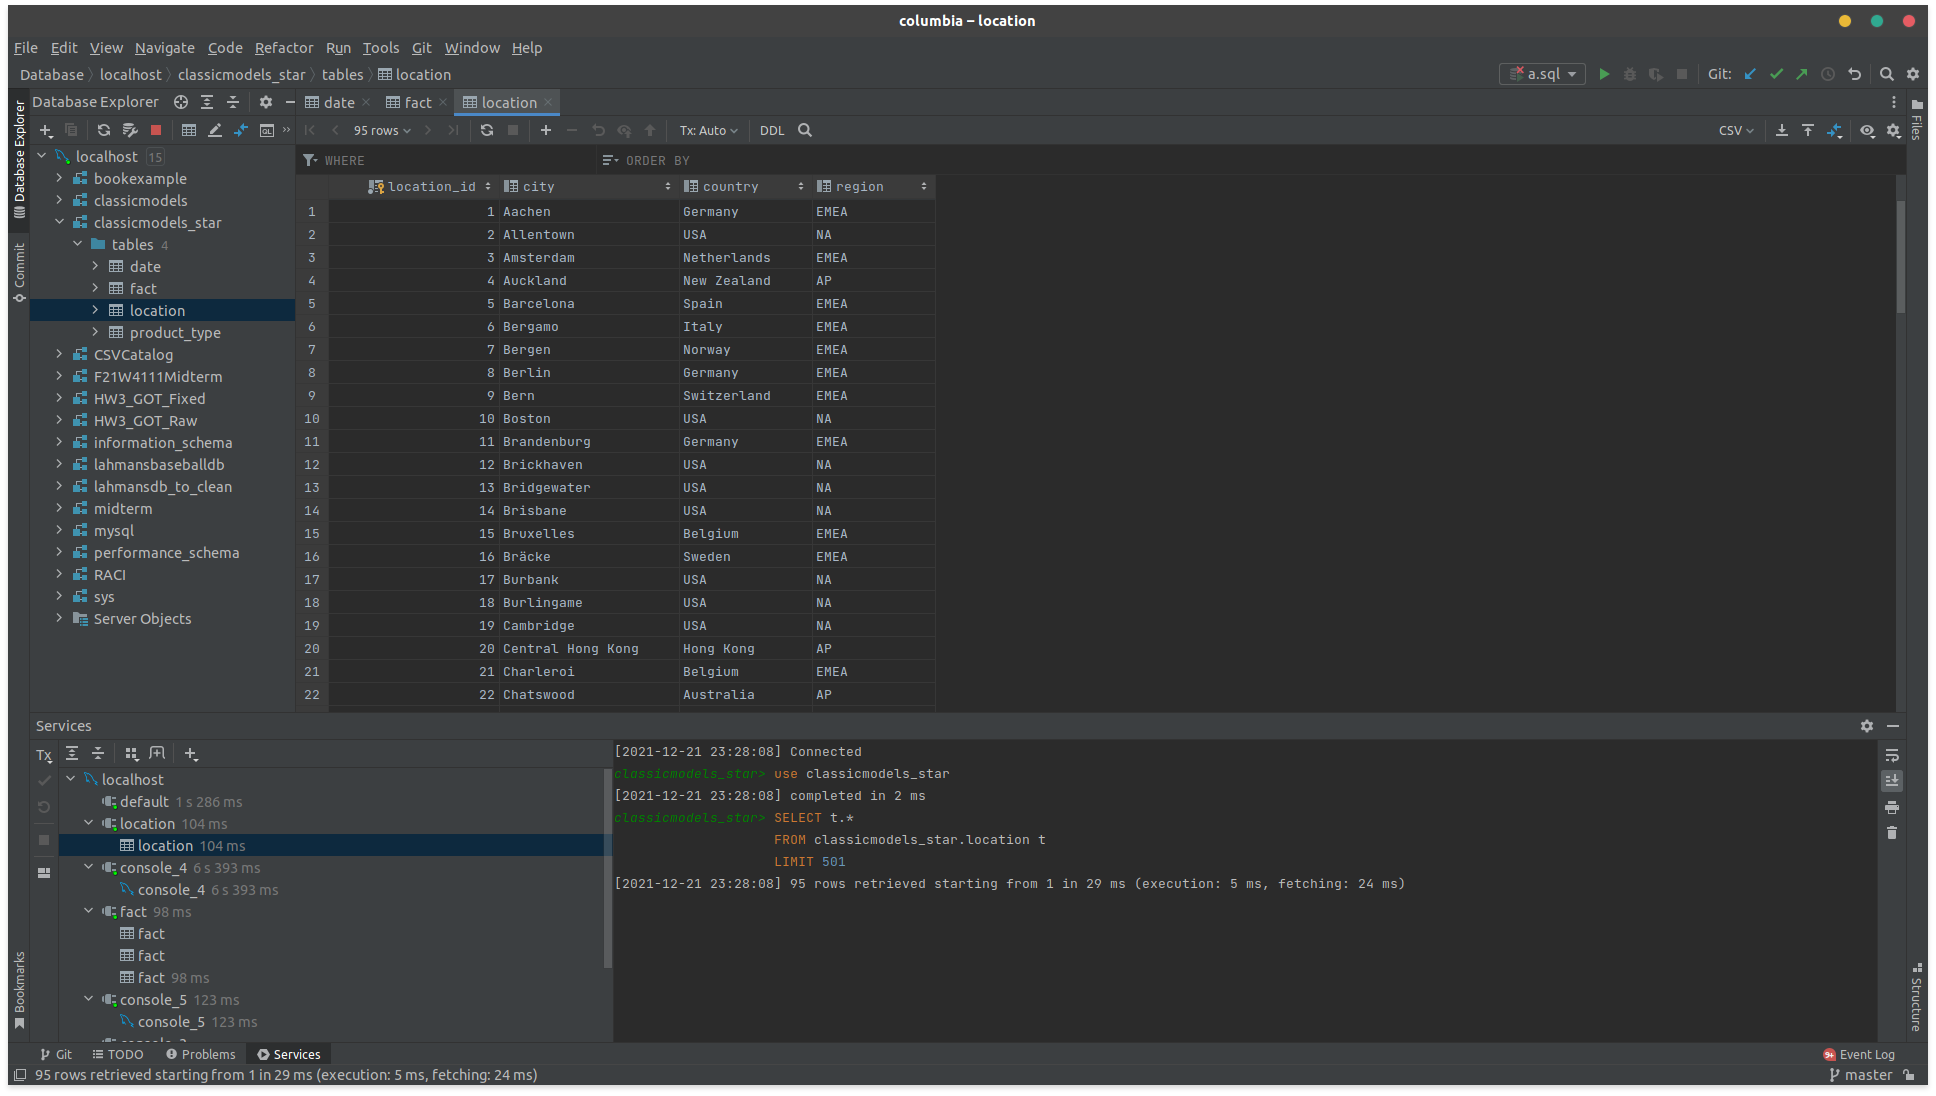 columbia – location
File Edit View Navigate Code Refactor Run Tools Git Window Help
Database localhost classicmodels_star tables location
a.sql Git:
Database Explorer date fact location
95 rows Tx: Auto DDL CSV
WHERE ORDER BY
location_id city country region
1 1 Aachen Germany EMEA
2 2 Allentown USA NA
3 3 Amsterdam Netherlands EMEA
4 4 Auckland New Zealand AP
5 5 Barcelona Spain EMEA
6 6 Bergamo Italy EMEA
7 7 Bergen Norway EMEA
8 8 Berlin Germany EMEA
9 9 Bern Switzerland EMEA
10 10 Boston USA NA
11 11 Brandenburg Germany EMEA
12 12 Brickhaven USA NA
13 13 Bridgewater USA NA
14 14 Brisbane USA NA
15 15 Bruxelles Belgium EMEA
16 16 Bräcke Sweden EMEA
17 17 Burbank USA NA
18 18 Burlingame USA NA
19 19 Cambridge USA NA
20 20 Central Hong Kong Hong Kong AP
21 21 Charleroi Belgium EMEA
22 22 Chatswood Australia AP
localhost 15
bookexample
classicmodels
classicmodels_star
tables 4
date
fact
location
product_type
CSVCatalog
F21W4111Midterm
HW3_GOT_Fixed
HW3_GOT_Raw
information_schema
lahmansbaseballdb
lahmansdb_to_clean
midterm
mysql
performance_schema
RACI
sys
Server Objects
Database Explorer
Commit
Bookmarks
Files
Structure
Services
Tx
localhost
default 1 s 286 ms
location 104 ms
location 104 ms
console_4 6 s 393 ms
console_4 6 s 393 ms
fact 98 ms
fact
fact
fact 98 ms
console_5 123 ms
console_5 123 ms
[2021-12-21 23:28:08] Connected
classicmodels_star> use classicmodels_star
[2021-12-21 23:28:08] completed in 2 ms
classicmodels_star> SELECT t.*
FROM classicmodels_star.location t
LIMIT 501
[2021-12-21 23:28:08] 95 rows retrieved starting from 1 in 29 ms (execution: 5 ms, fetching: 24 ms)
Git TODO Problems Services 9+ Event Log
95 rows retrieved starting from 1 in 29 ms (execution: 5 ms, fetching: 24 ms) master